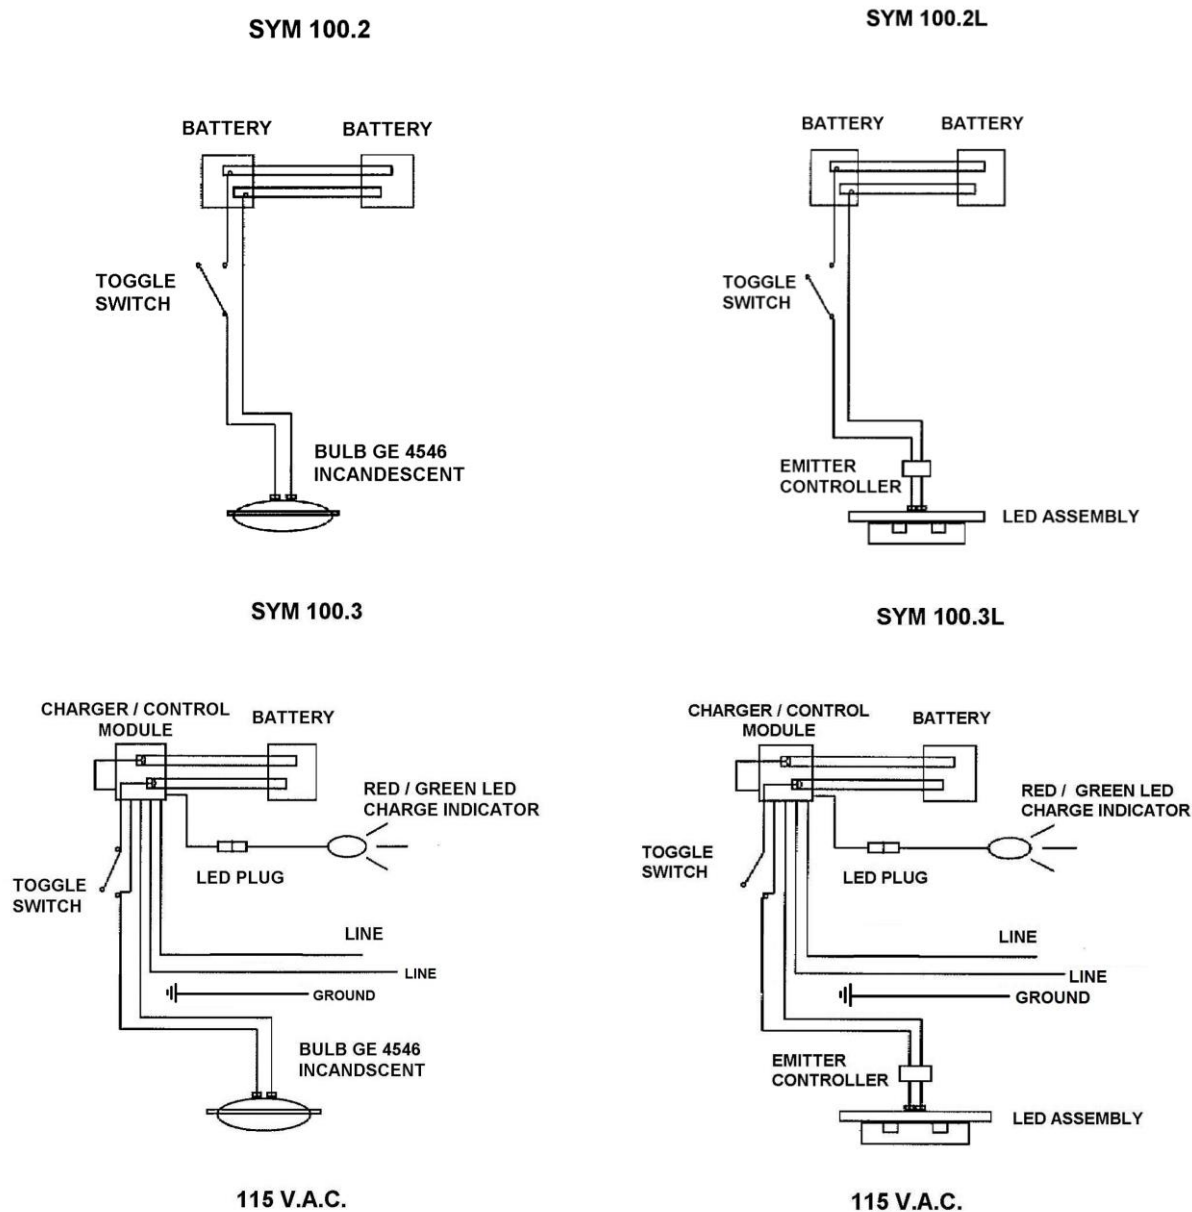 SYM 100.2
BATTERY BATTERY
TOGGLE
SWITCH
BULB GE 4546
INCANDESCENT
SYM 100.2L
BATTERY BATTERY
TOGGLE
SWITCH
EMITTER
CONTROLLER
LED ASSEMBLY
SYM 100.3
CHARGER / CONTROL
MODULE
BATTERY
RED / GREEN LED
CHARGE INDICATOR
LED PLUG
TOGGLE
SWITCH
LINE
LINE
GROUND
BULB GE 4546
INCANDSCENT
115 V.A.C.
SYM 100.3L
CHARGER / CONTROL
MODULE
BATTERY
RED / GREEN LED
CHARGE INDICATOR
TOGGLE
SWITCH
LED PLUG
LINE
LINE
GROUND
EMITTER
CONTROLLER
LED ASSEMBLY
115 V.A.C.